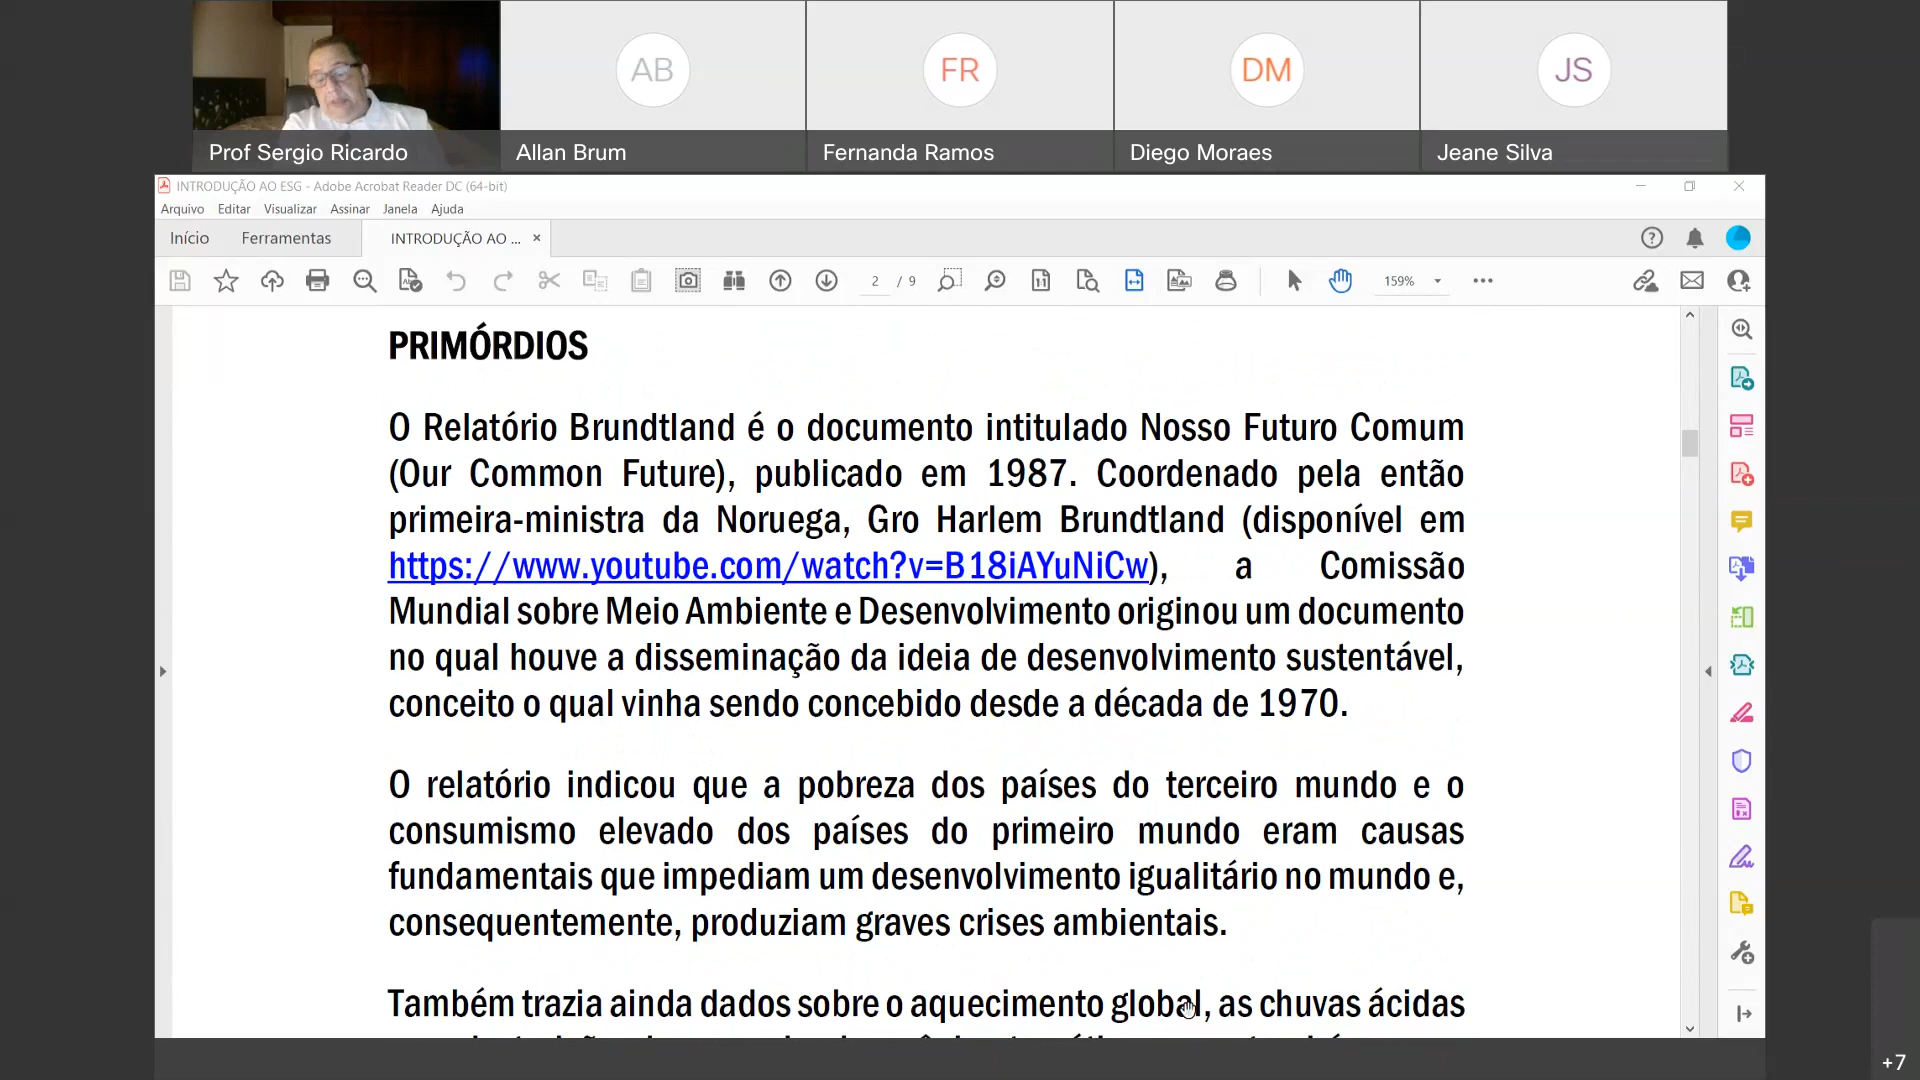 AB
FR
DM
JS
Prof Sergio Ricardo
Allan Brum
Fernanda Ramos
Diego Moraes
Jeane Silva
INTRODUÇÃO AO ESG - Adobe Acrobat Reader DC (64-bit)
Arquivo Editar Visualizar Assinar Janela Ajuda
Início Ferramentas INTRODUÇÃO AO ... ×
2 / 9 159%
PRIMÓRDIOS
O Relatório Brundtland é o documento intitulado Nosso Futuro Comum
(Our Common Future), publicado em 1987. Coordenado pela então
primeira-ministra da Noruega, Gro Harlem Brundtland (disponível em
https://www.youtube.com/watch?v=B18iAYuNiCw), a Comissão
Mundial sobre Meio Ambiente e Desenvolvimento originou um documento
no qual houve a disseminação da ideia de desenvolvimento sustentável,
conceito o qual vinha sendo concebido desde a década de 1970.
O relatório indicou que a pobreza dos países do terceiro mundo e o
consumismo elevado dos países do primeiro mundo eram causas
fundamentais que impediam um desenvolvimento igualitário no mundo e,
consequentemente, produziam graves crises ambientais.
Também trazia ainda dados sobre o aquecimento global, as chuvas ácidas
+7